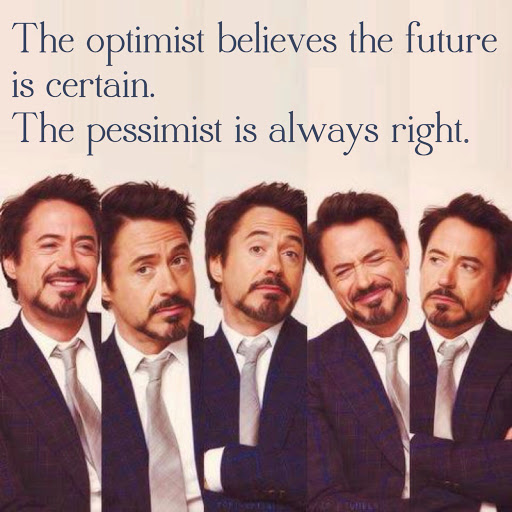 The optimist believes the future
is certain.
The pessimist is always right.